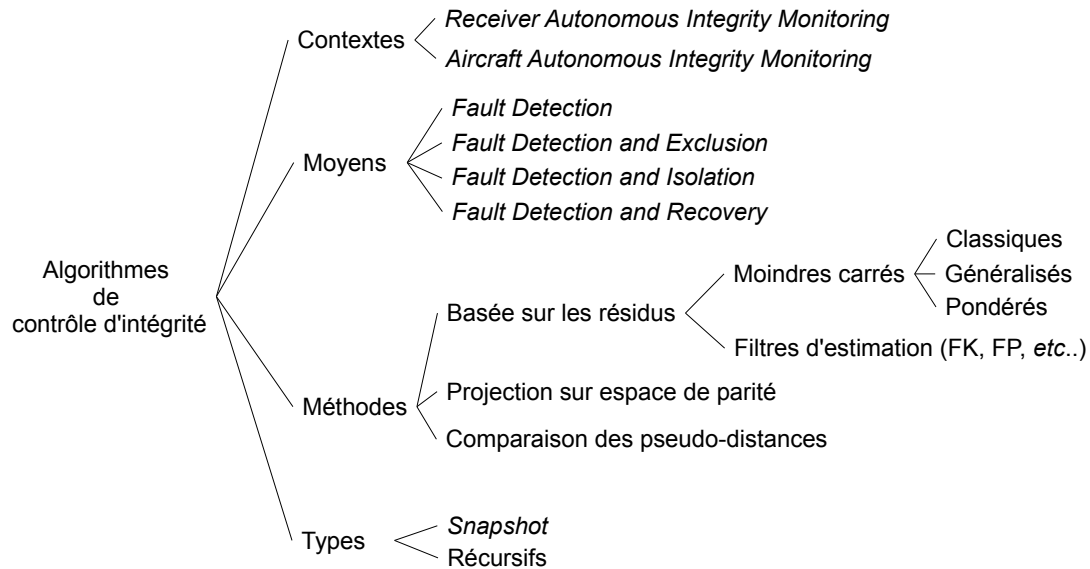 Contextes
Receiver Autonomous Integrity Monitoring
Aircraft Autonomous Integrity Monitoring
Moyens
Fault Detection
Fault Detection and Exclusion
Fault Detection and Isolation
Fault Detection and Recovery
Algorithmes
de
contrôle d'intégrité
Méthodes
Basée sur les résidus
Moindres carrés
Classiques
Généralisés
Pondérés
Filtres d'estimation (FK, FP, etc..)
Projection sur espace de parité
Comparaison des pseudo-distances
Types
Snapshot
Récursifs